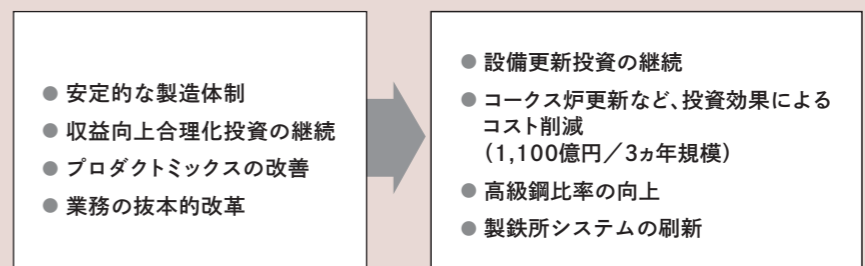 ● 安定的な製造体制
● 収益向上合理化投資の継続
● プロダクトミックスの改善
● 業務の抜本的改革
● 設備更新投資の継続
● コークス炉更新など、投資効果による
コスト削減
（1,100億円／3ヵ年規模）
● 高級鋼比率の向上
● 製鉄所システムの刷新